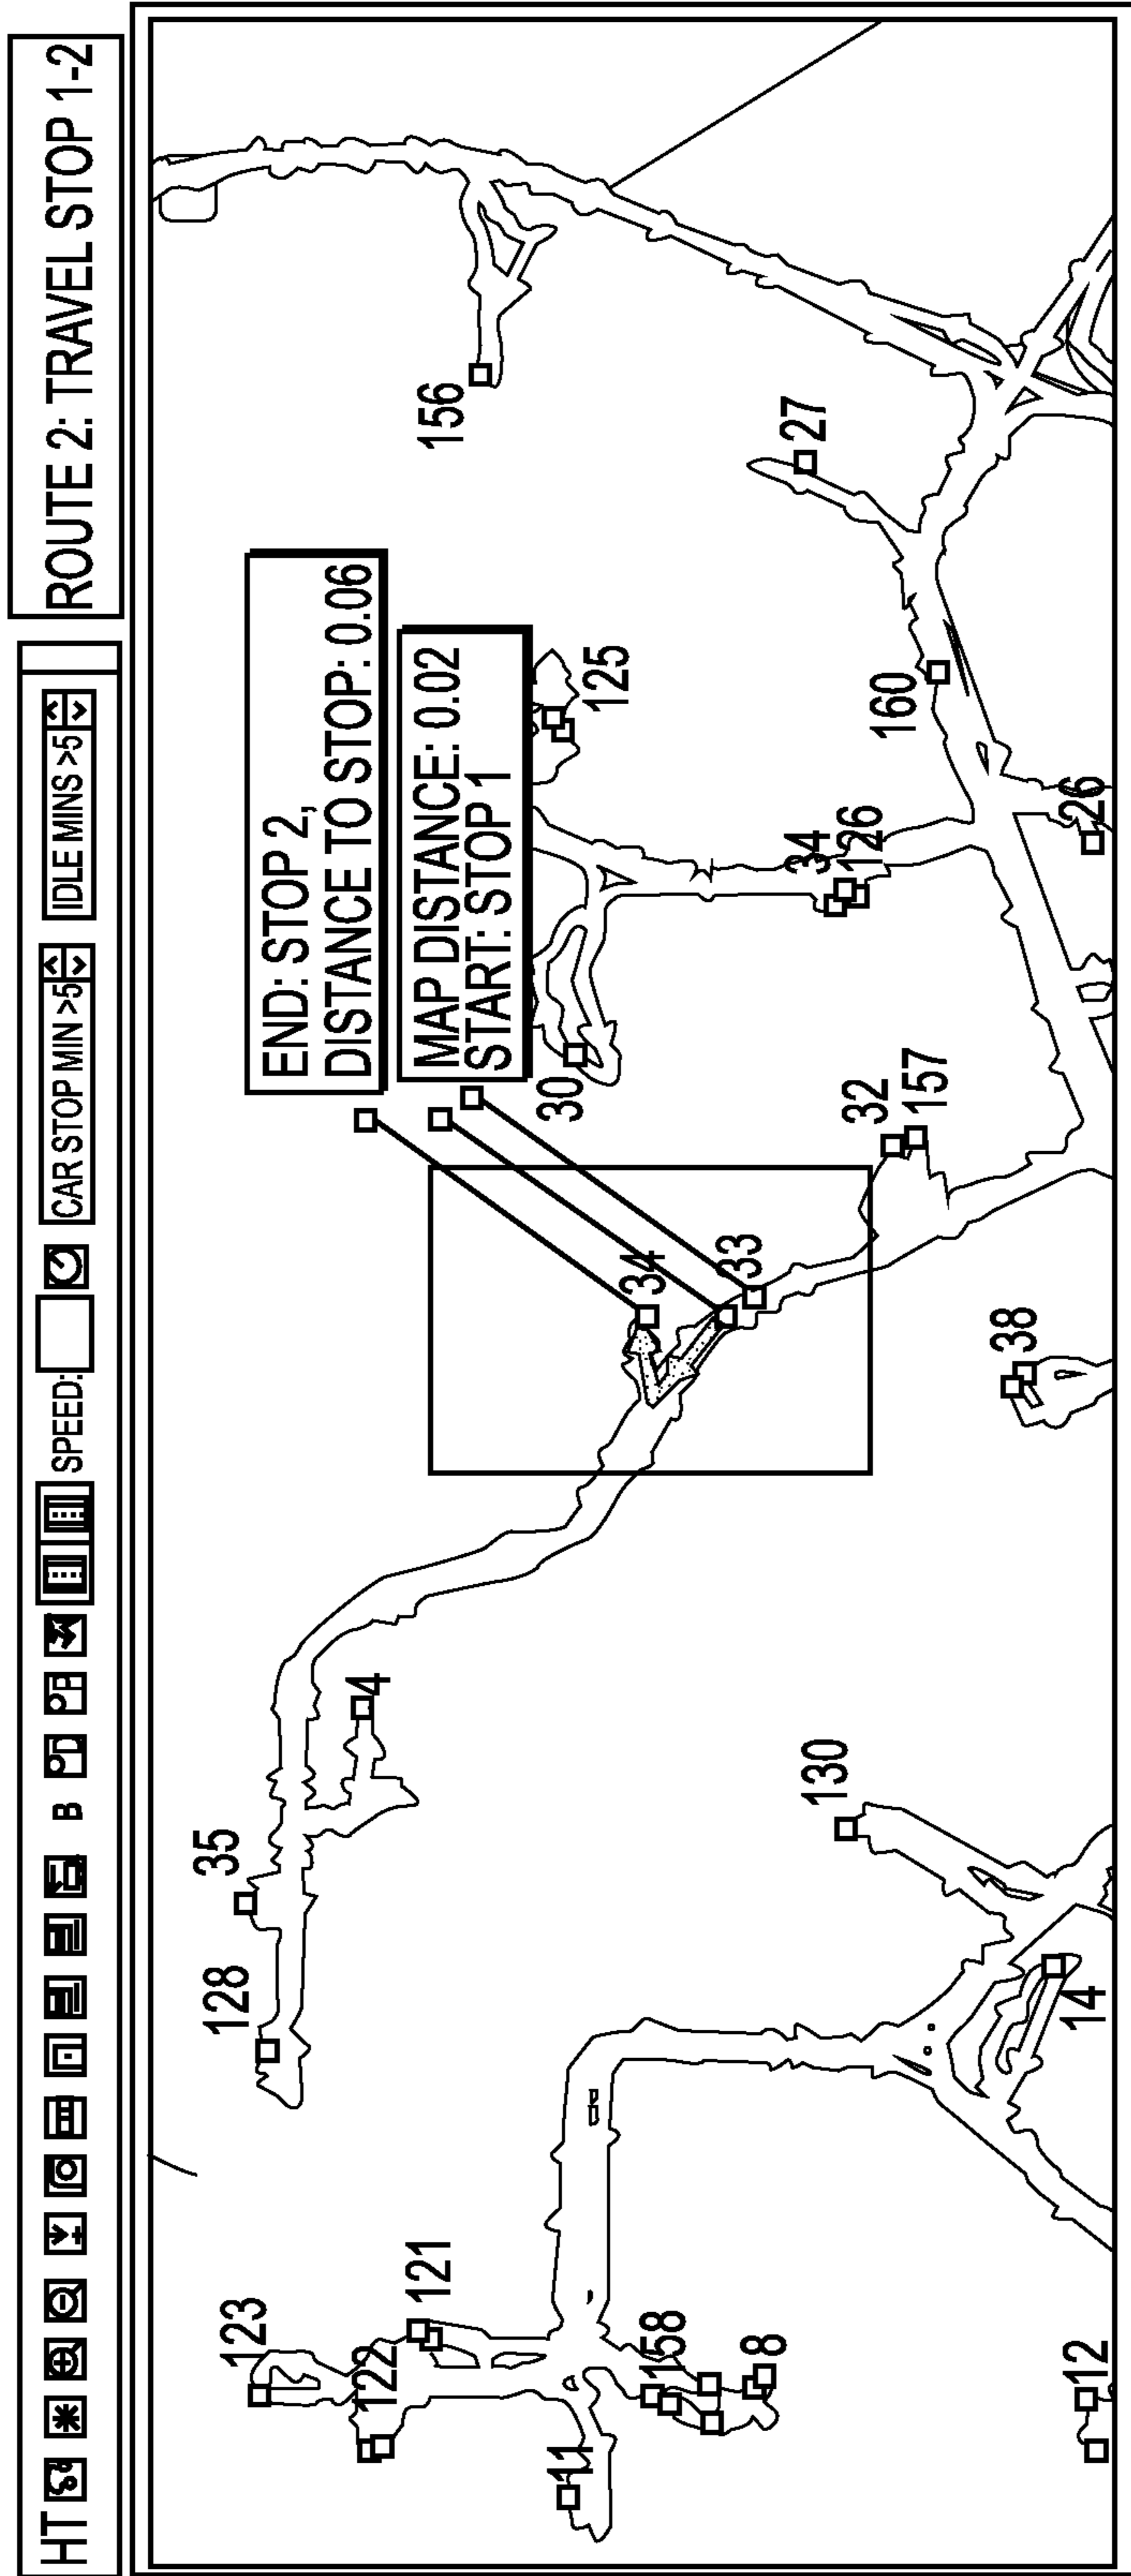 HT
B
SPEED:
CAR STOP MIN >5
IDLE MINS >5
ROUTE 2: TRAVEL STOP 1-2
END: STOP 2,
DISTANCE TO STOP: 0.06
MAP DISTANCE: 0.02
START: STOP 1
123
122
121
11
158
8
12
128
35
4
130
14
34
33
38
32
157
30
125
34
126
26
160
27
156